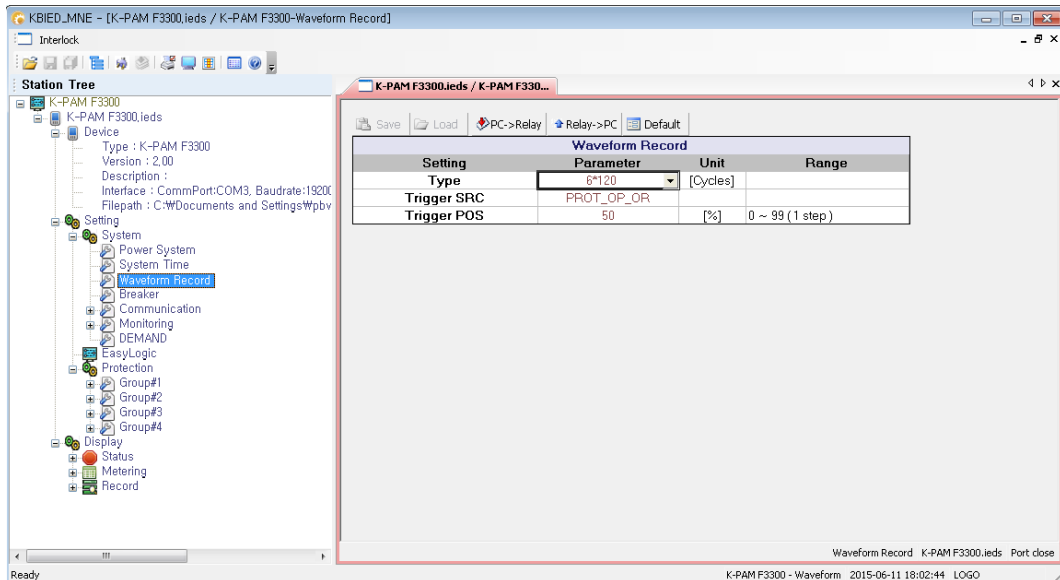 KBIED_MNE - [K-PAM F3300,ieds / K-PAM F3300-Waveform Record]
Interlock
Station Tree
K-PAM F3300
K-PAM F3300,ieds
Device
Type : K-PAM F3300
Version : 2,00
Description :
Interface : CommPort:COM3, Baudrate:19200
Filepath : C:₩Documents and Settings₩pbv
Setting
System
Power System
System Time
Waveform Record
Breaker
Communication
Monitoring
DEMAND
EasyLogic
Protection
Group#1
Group#2
Group#3
Group#4
Display
Status
Metering
Record
K-PAM F3300.ieds / K-PAM F330...
Save Load PC->Relay Relay->PC Default
Waveform Record
Setting Parameter Unit Range
Type 6*120 [Cycles]
Trigger SRC PROT_OP_OR
Trigger POS 50 [%] 0 ~ 99 ( 1 step )
Waveform Record K-PAM F3300.ieds Port close
Ready K-PAM F3300 - Waveform 2015-06-11 18:02:44 LOGO